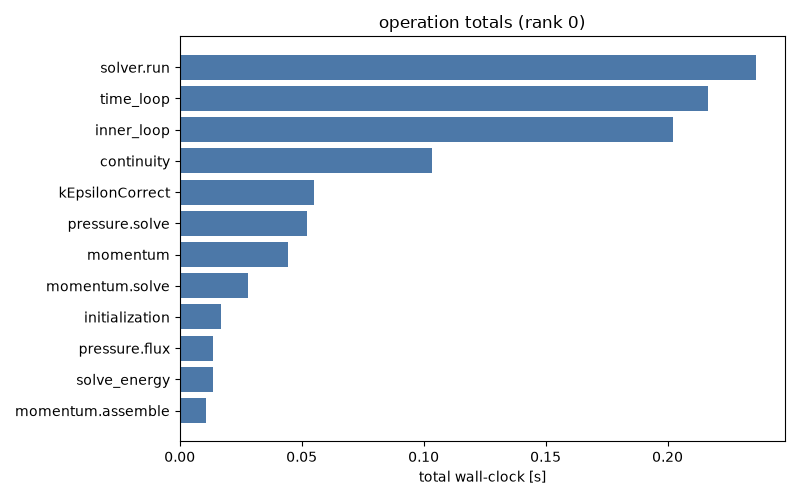 operation totals (rank 0)
solver.run
time_loop
inner_loop
continuity
kEpsilonCorrect
pressure.solve
momentum
momentum.solve
initialization
pressure.flux
solve_energy
momentum.assemble
0.00 0.05 0.10 0.15 0.20
total wall-clock [s]